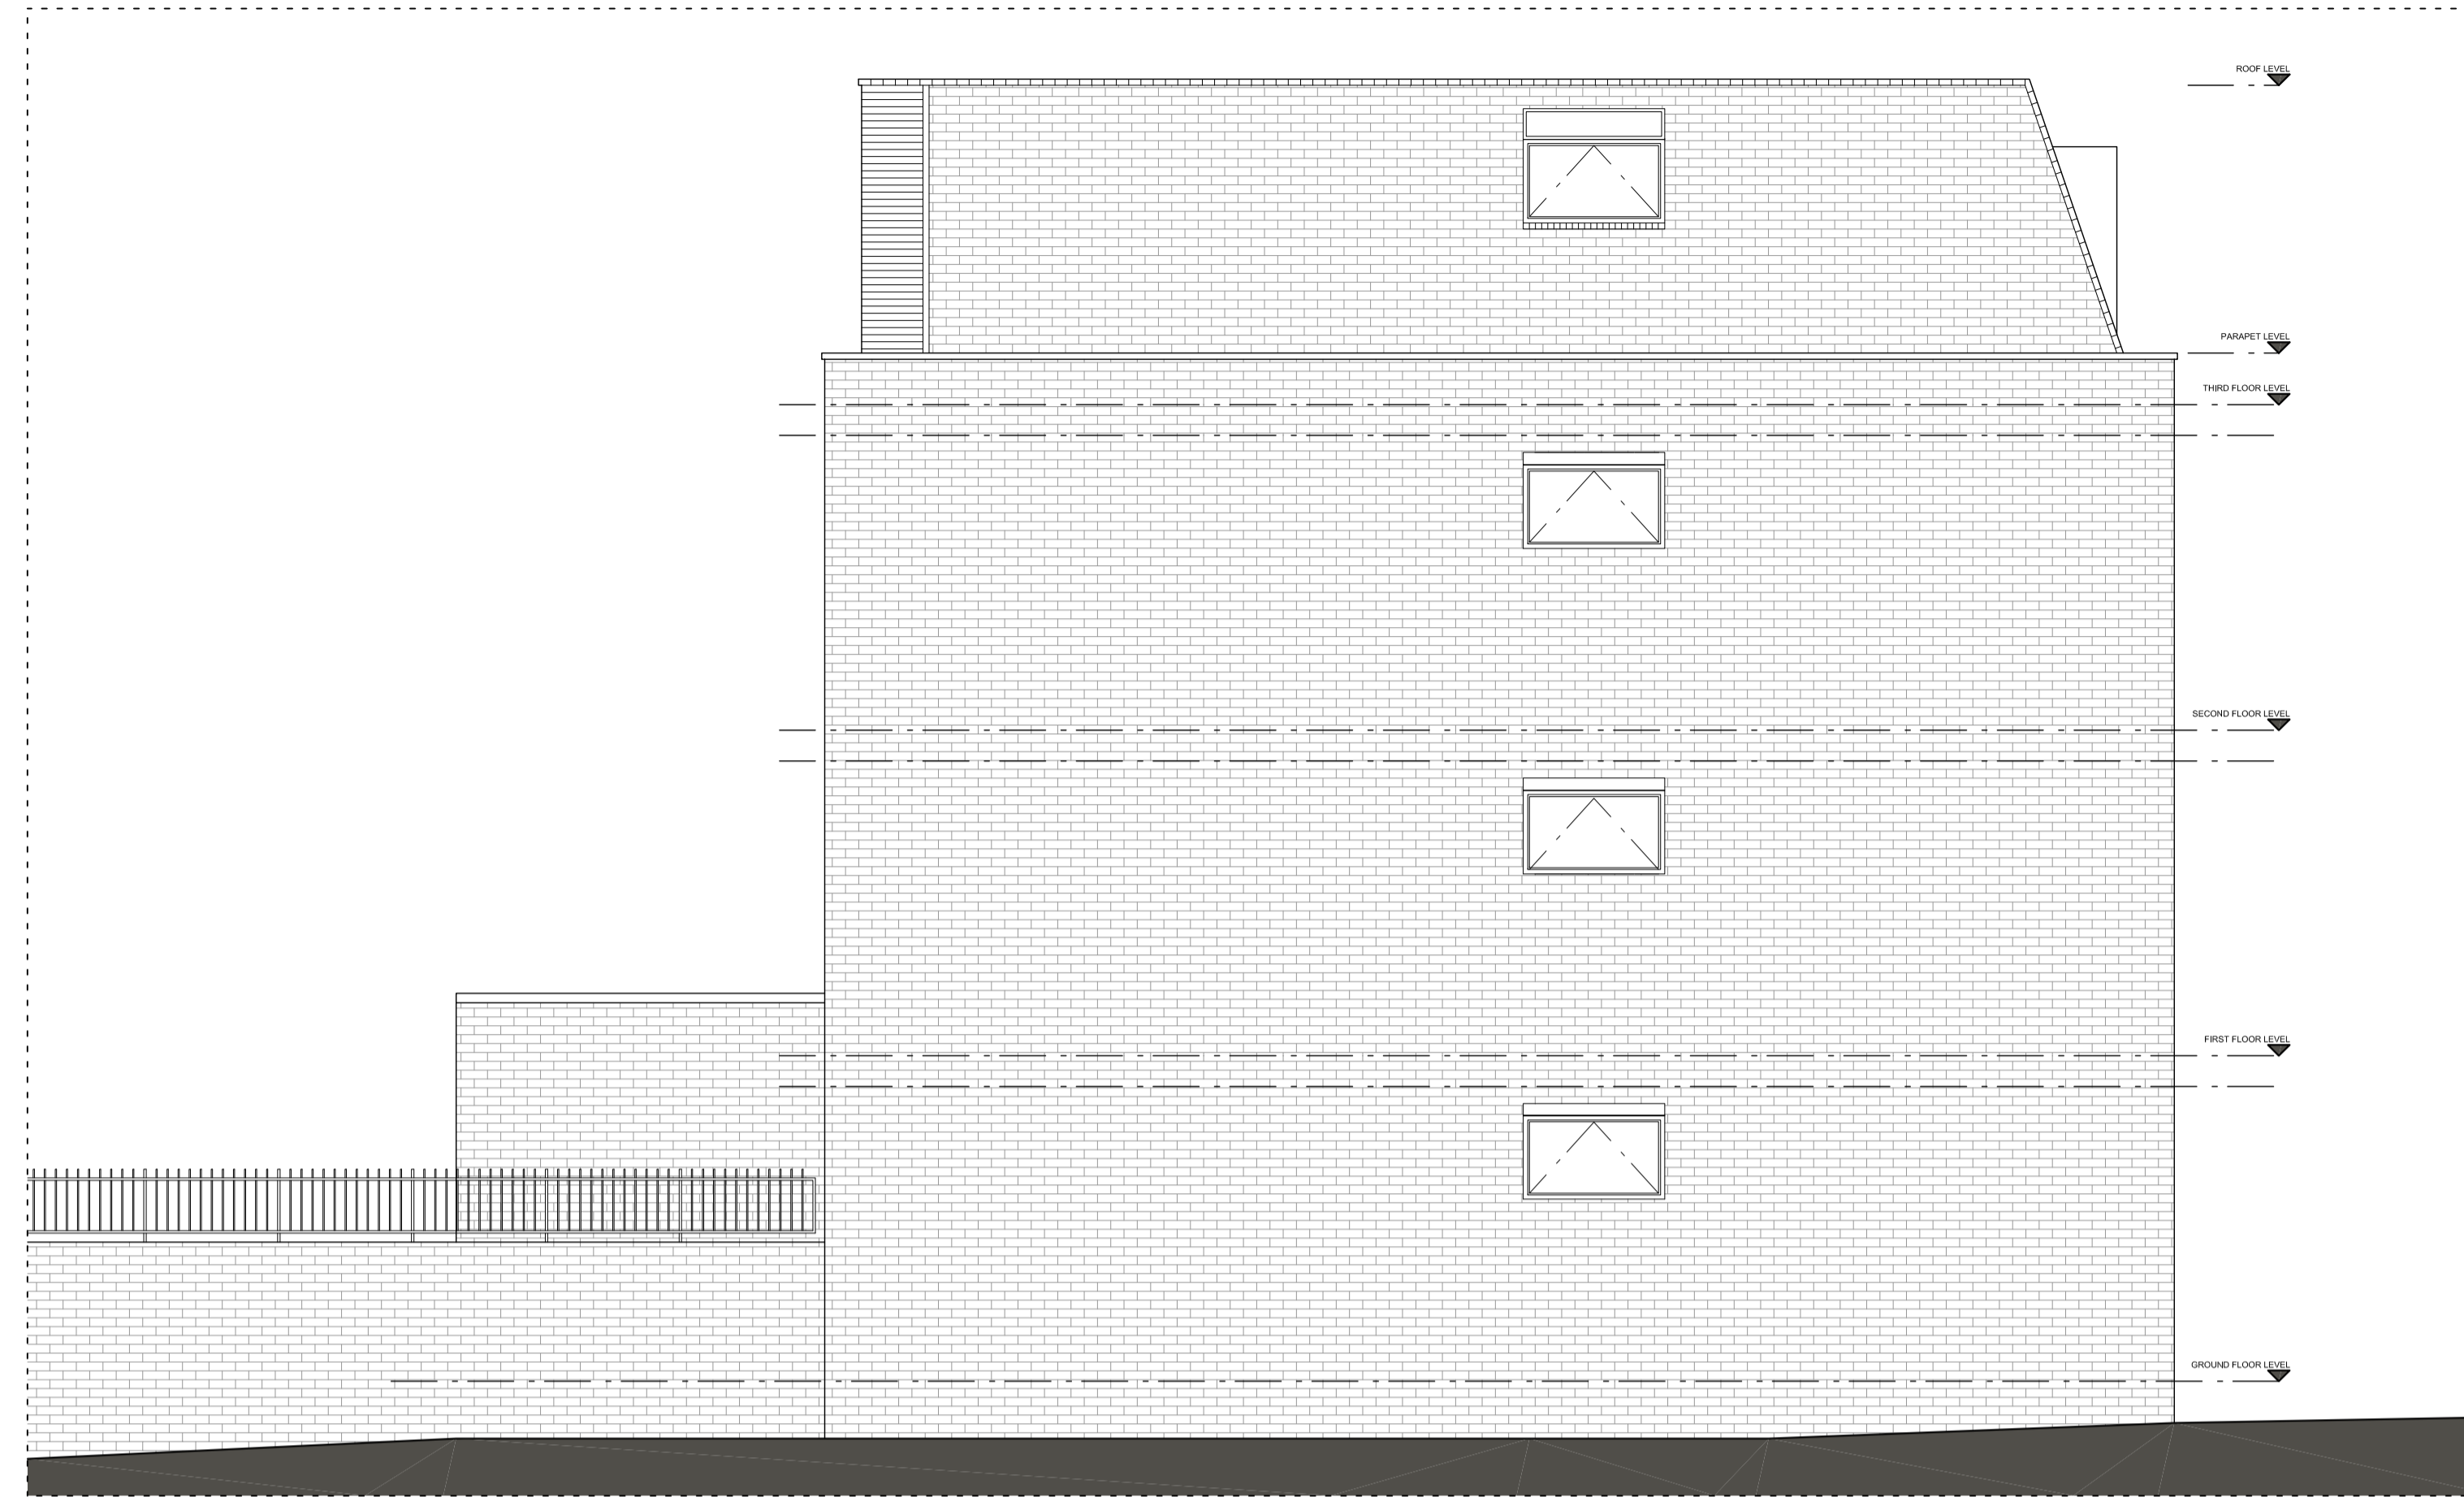 ROOF LEVEL
PARAPET LEVEL
THIRD FLOOR LEVEL
SECOND FLOOR LEVEL
FIRST FLOOR LEVEL
GROUND FLOOR LEVEL